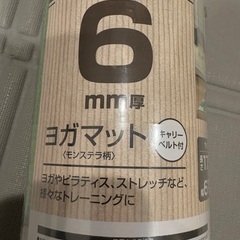 6
mm厚
ヨガマット
〈モンステラ柄〉
キャリー
ベルト付
ヨガやピラティス、ストレッチなど、
様々なトレーニングに